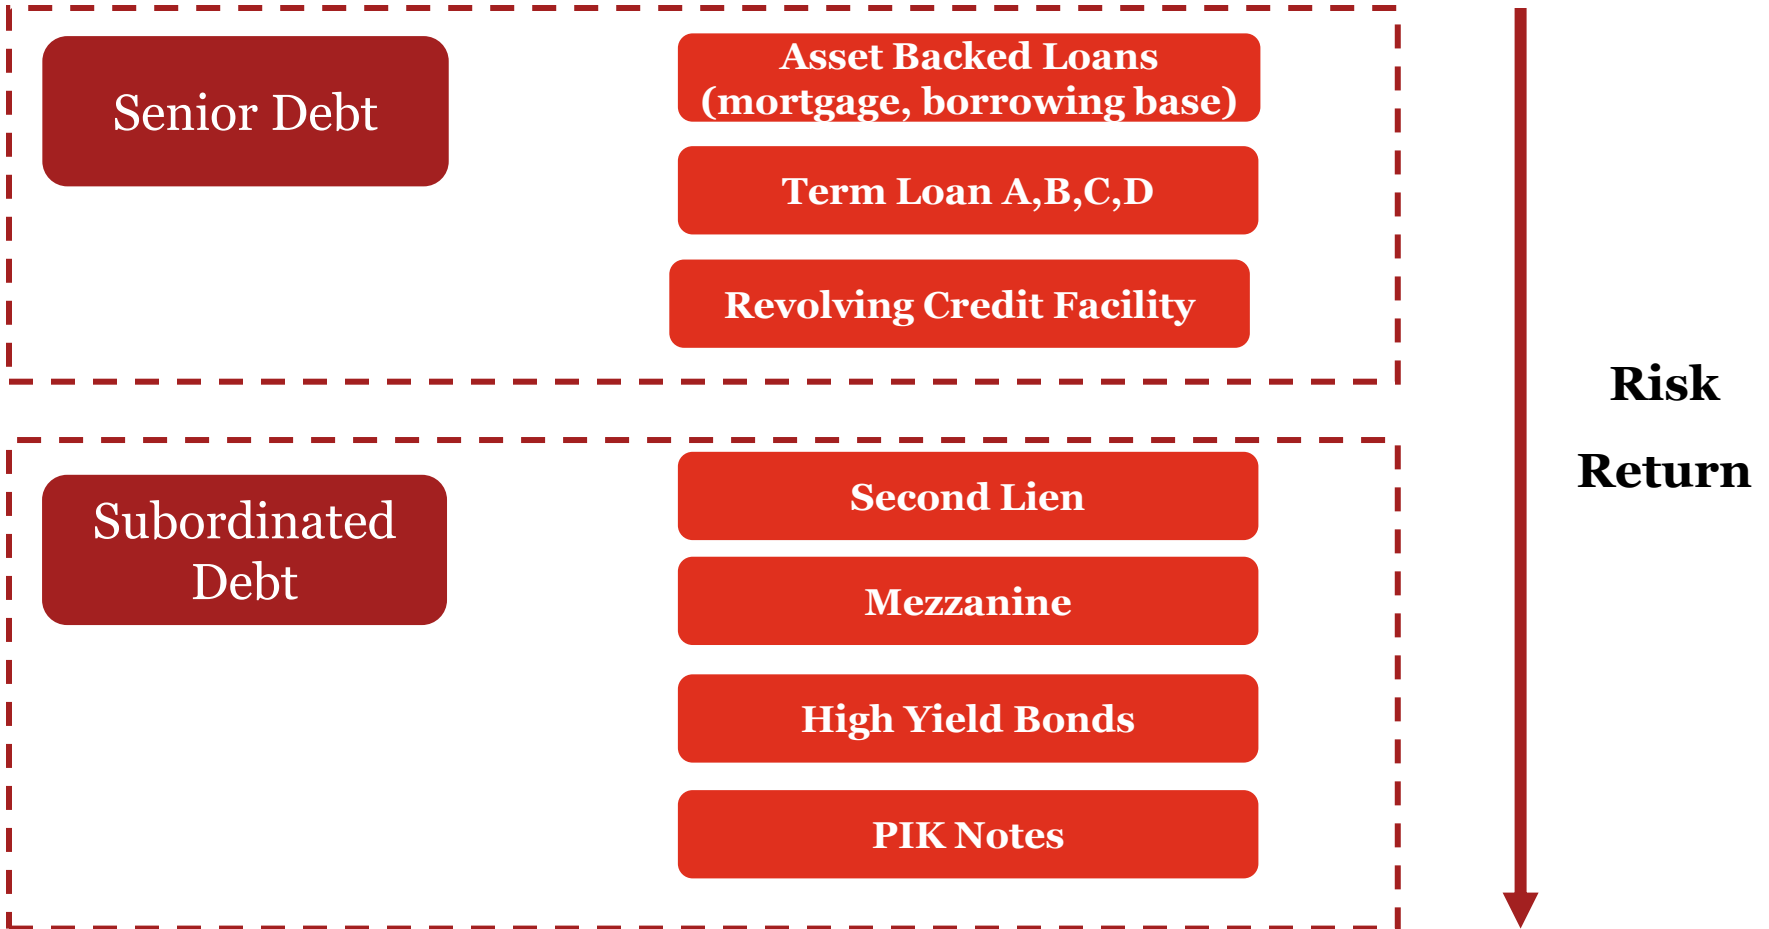 Senior Debt
Asset Backed Loans
(mortgage, borrowing base)
Term Loan A,B,C,D
Revolving Credit Facility
Risk
Return
Subordinated
Debt
Second Lien
Mezzanine
High Yield Bonds
PIK Notes